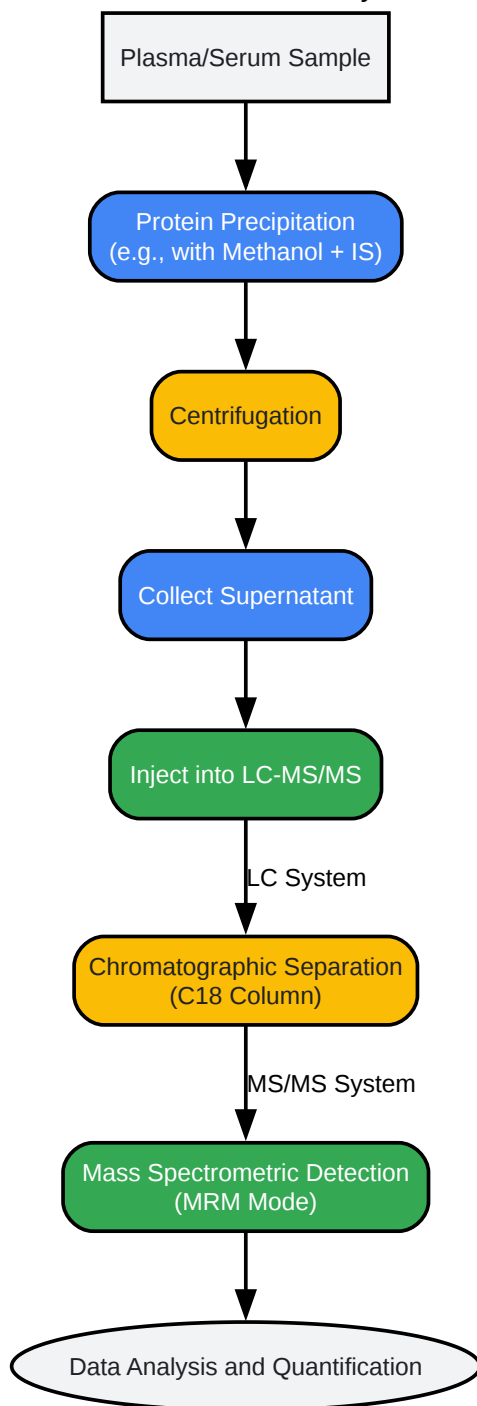 Plasma/Serum Sample
Protein Precipitation
(e.g., with Methanol + IS)
Centrifugation
Collect Supernatant
Inject into LC-MS/MS
LC System
Chromatographic Separation
(C18 Column)
MS/MS System
Mass Spectrometric Detection
(MRM Mode)
Data Analysis and Quantification